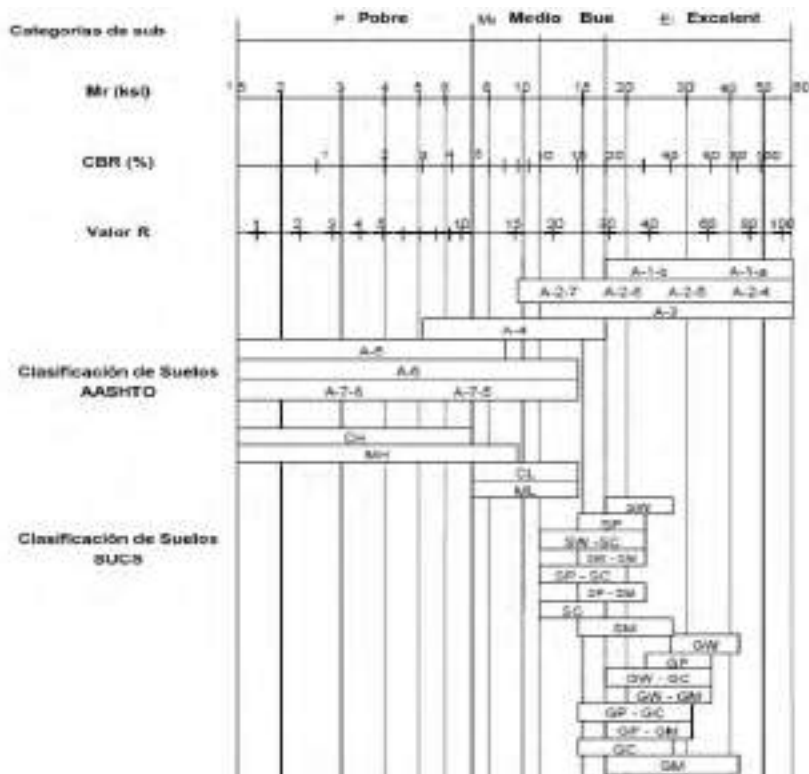 Pobre Medio Bue Excelent
Categorías de sub
Mr (ksi)
1.5 2 3 4 5 6 8 10 15 20 30 40 50 80
CBR (%)
10 15 20 40 60 80 100
Valor R
1 2 3 4 5 10 15 20 30 40 60 80 100
A-1-b A-1-a
A-2-7 A-2-6 A-2-5 A-2-4
A-3
A-4
A-5
Clasificación de Suelos
AASHTO
A-6
A-7-6 A-7-5
CH
MH
CL
ML
SW
SP
Clasificación de Suelos
SUCS
SW -SC
SW -SM
SP - SC
SP - SM
SC
SM
GW
GP
GW - GC
GW - GM
GP - GC
GP - GM
GC
GM